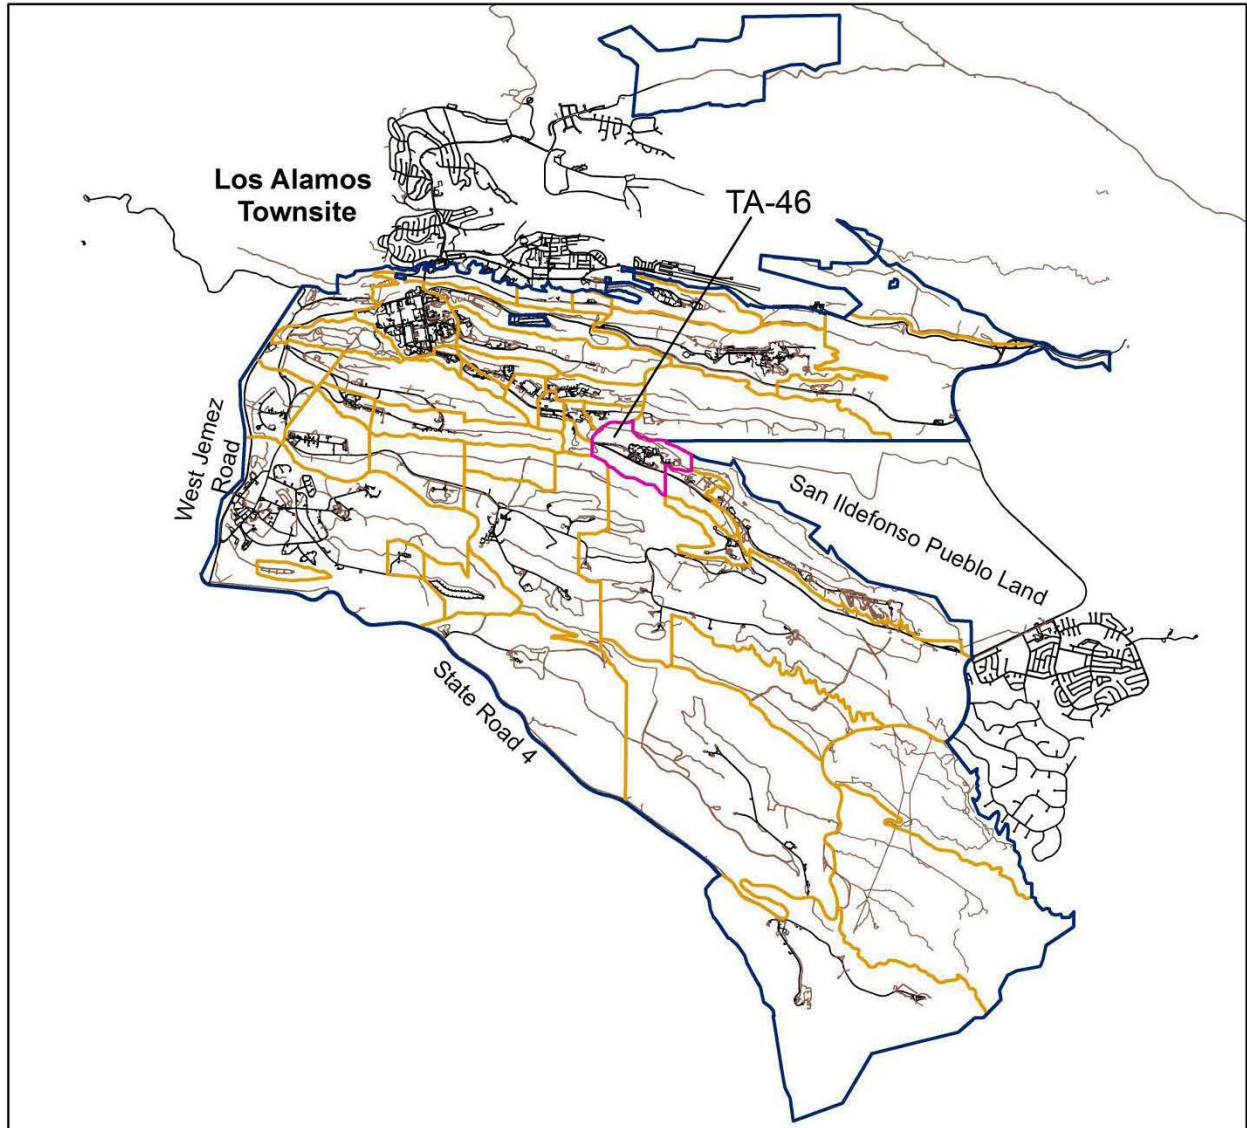 Los Alamos
Townsite
TA-46
West Jemez
Road
San Ildefonso Pueblo Land
State Road 4